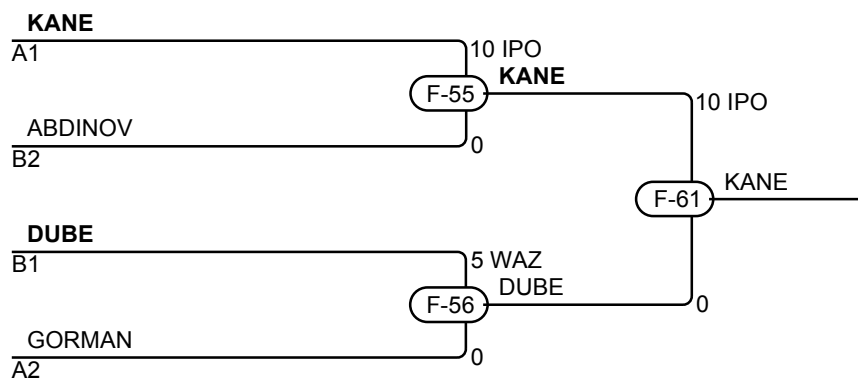 KANE
A1
10 IPO
KANE
F-55
10 IPO
ABDINOV
B2
0
F-61
KANE
DUBE
B1
5 WAZ
DUBE
F-56
0
GORMAN
A2
0